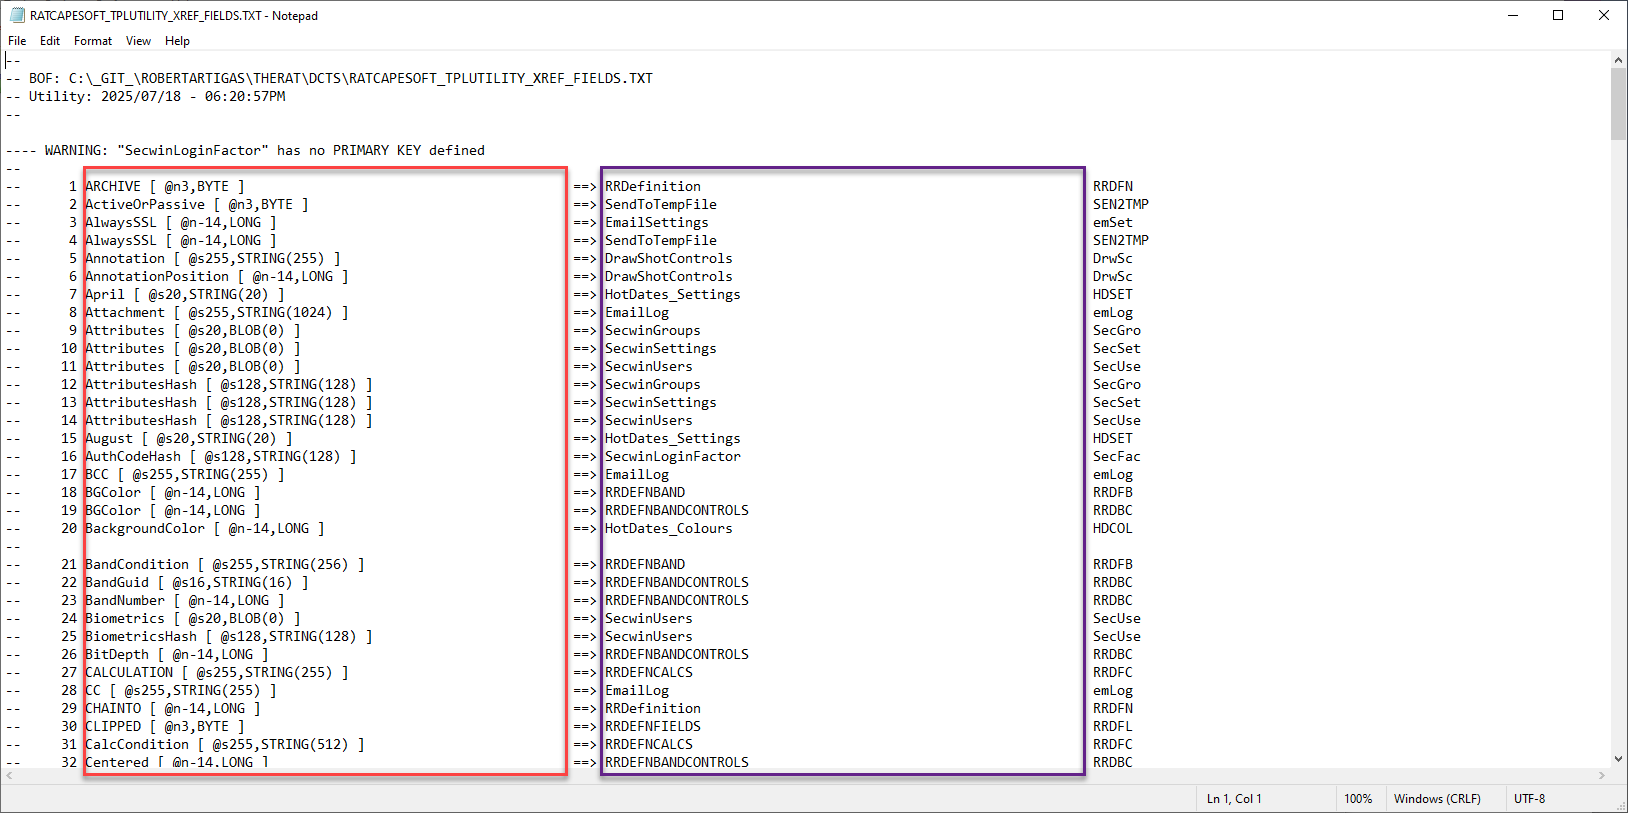 RATCAPESOFT_TPLUTILITY_XREF_FIELDS.TXT - Notepad
File Edit Format View Help
--
-- BOF: C:\_GIT_\ROBERTARTIGAS\THERAT\DCTS\RATCAPESOFT_TPLUTILITY_XREF_FIELDS.TXT
-- Utility: 2025/07/18 - 06:20:57PM
--
---- WARNING: "SecwinLoginFactor" has no PRIMARY KEY defined
--
-- 1 ARCHIVE [ @n3,BYTE ] ==> RRDefinition RRDFN
-- 2 ActiveOrPassive [ @n3,BYTE ] ==> SendToTempFile SEN2TMP
-- 3 AlwaysSSL [ @n-14,LONG ] ==> EmailSettings emSet
-- 4 AlwaysSSL [ @n-14,LONG ] ==> SendToTempFile SEN2TMP
-- 5 Annotation [ @s255,STRING(255) ] ==> DrawShotControls DrwSc
-- 6 AnnotationPosition [ @n-14,LONG ] ==> DrawShotControls DrwSc
-- 7 April [ @s20,STRING(20) ] ==> HotDates_Settings HDSET
-- 8 Attachment [ @s255,STRING(1024) ] ==> EmailLog emLog
-- 9 Attributes [ @s20,BLOB(0) ] ==> SecwinGroups SecGro
-- 10 Attributes [ @s20,BLOB(0) ] ==> SecwinSettings SecSet
-- 11 Attributes [ @s20,BLOB(0) ] ==> SecwinUsers SecUse
-- 12 AttributesHash [ @s128,STRING(128) ] ==> SecwinGroups SecGro
-- 13 AttributesHash [ @s128,STRING(128) ] ==> SecwinSettings SecSet
-- 14 AttributesHash [ @s128,STRING(128) ] ==> SecwinUsers SecUse
-- 15 August [ @s20,STRING(20) ] ==> HotDates_Settings HDSET
-- 16 AuthCodeHash [ @s128,STRING(128) ] ==> SecwinLoginFactor SecFac
-- 17 BCC [ @s255,STRING(255) ] ==> EmailLog emLog
-- 18 BGColor [ @n-14,LONG ] ==> RRDEFNBAND RRDFB
-- 19 BGColor [ @n-14,LONG ] ==> RRDEFNBANDCONTROLS RRDBC
-- 20 BackgroundColor [ @n-14,LONG ] ==> HotDates_Colours HDCOL
--
-- 21 BandCondition [ @s255,STRING(256) ] ==> RRDEFNBAND RRDFB
-- 22 BandGuid [ @s16,STRING(16) ] ==> RRDEFNBANDCONTROLS RRDBC
-- 23 BandNumber [ @n-14,LONG ] ==> RRDEFNBANDCONTROLS RRDBC
-- 24 Biometrics [ @s20,BLOB(0) ] ==> SecwinUsers SecUse
-- 25 BiometricsHash [ @s128,STRING(128) ] ==> SecwinUsers SecUse
-- 26 BitDepth [ @n-14,LONG ] ==> RRDEFNBANDCONTROLS RRDBC
-- 27 CALCULATION [ @s255,STRING(255) ] ==> RRDEFNCALCS RRDFC
-- 28 CC [ @s255,STRING(255) ] ==> EmailLog emLog
-- 29 CHAINTO [ @n-14,LONG ] ==> RRDefinition RRDFN
-- 30 CLIPPED [ @n3,BYTE ] ==> RRDEFNFIELDS RRDFL
-- 31 CalcCondition [ @s255,STRING(512) ] ==> RRDEFNCALCS RRDFC
-- 32 Centered [ @n-14,LONG ] ==> RRDEFNBANDCONTROLS RRDBC
Ln 1, Col 1 100% Windows (CRLF) UTF-8